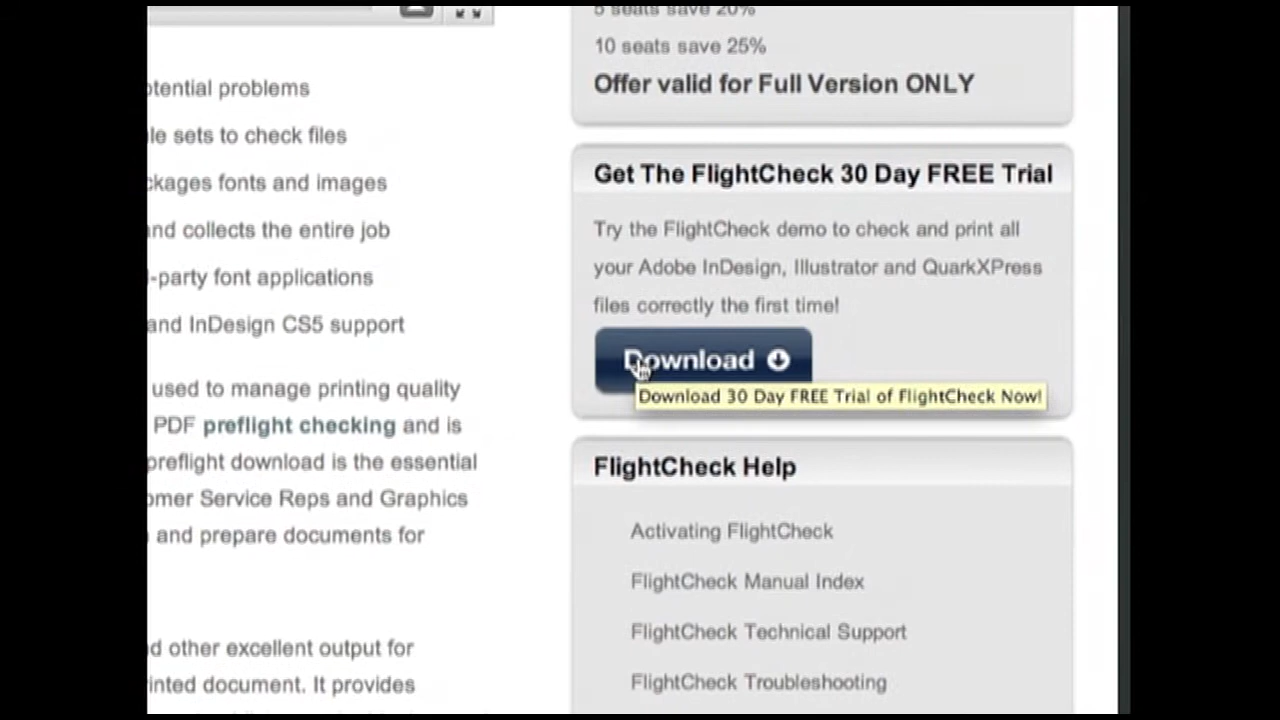 otential problems
le sets to check files
ckages fonts and images
nd collects the entire job
-party font applications
and InDesign CS5 support
used to manage printing quality
PDF preflight checking and is
preflight download is the essential
omer Service Reps and Graphics
and prepare documents for
d other excellent output for
inted document. It provides
5 seats save 20%
10 seats save 25%
Offer valid for Full Version ONLY
Get The FlightCheck 30 Day FREE Trial
Try the FlightCheck demo to check and print all
your Adobe InDesign, Illustrator and QuarkXPress
files correctly the first time!
Download
Download 30 Day FREE Trial of FlightCheck Now!
FlightCheck Help
Activating FlightCheck
FlightCheck Manual Index
FlightCheck Technical Support
FlightCheck Troubleshooting